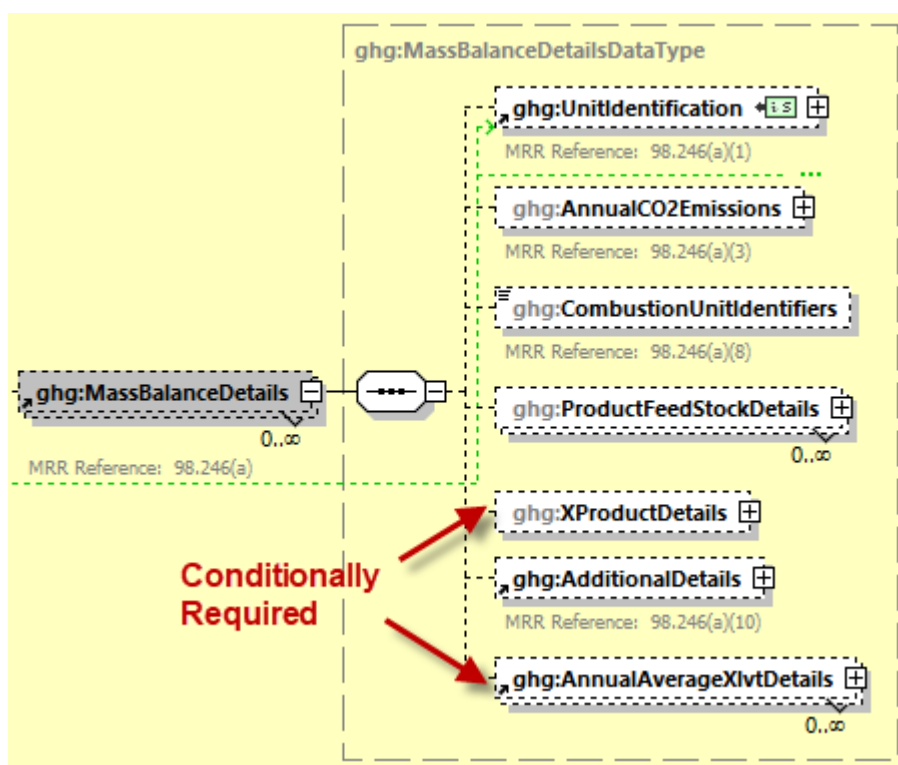 ghg:MassBalanceDetailsDataType
ghg:UnitIdentification
MRR Reference: 98.246(a)(1)
ghg:AnnualCO2Emissions
MRR Reference: 98.246(a)(3)
ghg:CombustionUnitIdentifiers
MRR Reference: 98.246(a)(8)
ghg:MassBalanceDetails
0..∞
MRR Reference: 98.246(a)
ghg:ProductFeedStockDetails
0..∞
ghg:XProductDetails
Conditionally
Required
ghg:AdditionalDetails
MRR Reference: 98.246(a)(10)
ghg:AnnualAverageXlvtDetails
0..∞